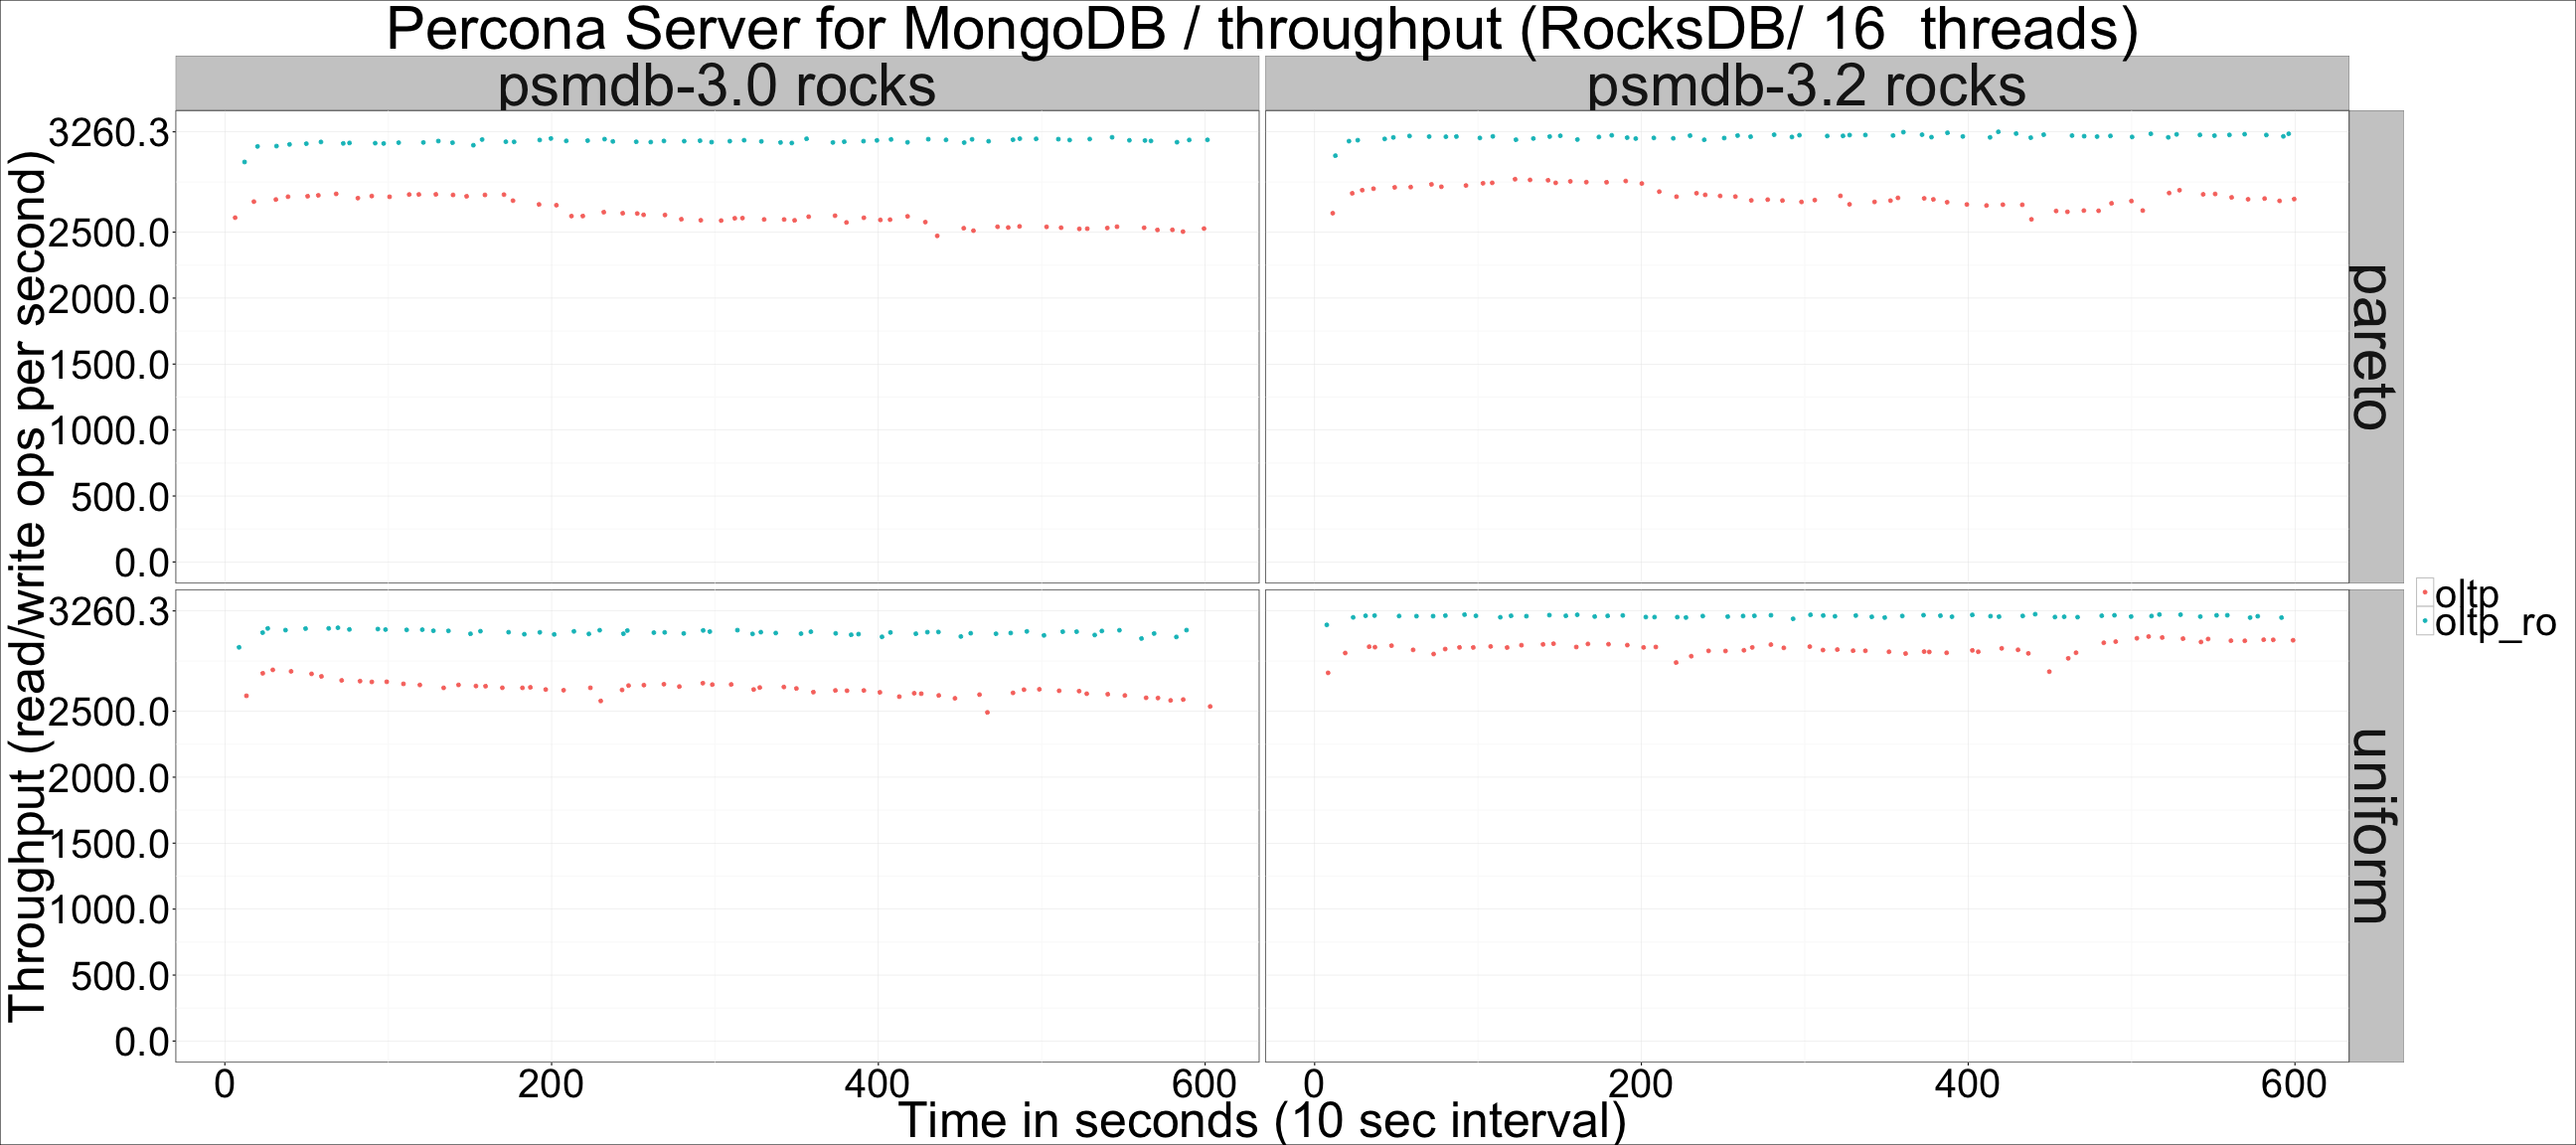 Percona Server for MongoDB / throughput (RocksDB/ 16  threads)
psmdb-3.0 rocks
psmdb-3.2 rocks
Throughput (read/write ops per second)
3260.3
2500.0
2000.0
1500.0
1000.0
500.0
0.0
pareto
3260.3
2500.0
2000.0
1500.0
1000.0
500.0
0.0
uniform
oltp
oltp_ro
0 200 400 600 0 200 400 600
Time in seconds (10 sec interval)